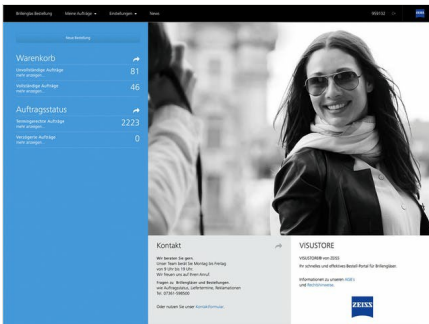 Brillenglas Bestellung
Meine Aufträge
Einstellungen
News
ZEISS
Neue Bestellung
Warenkorb
Unvollständige Aufträge 81
mehr anzeigen...
Vollständige Aufträge 46
mehr anzeigen...
Auftragsstatus
Termingerechte Aufträge 2223
mehr anzeigen...
Verzögerte Aufträge 0
mehr anzeigen...
Kontakt
Wir beraten Sie gern.
Unser Team berät Sie Montag bis Freitag
von 9 Uhr bis 19 Uhr.
Wir freuen uns auf Ihren Anruf!
Fragen zu Brillengläser und Bestellungen,
wie Auftragsstatus, Liefertermine, Reklamationen
Tel. 07361-598500
Oder nutzen Sie unser Kontaktformular.
VISUSTORE
VISUSTORE® von ZEISS
Ihr schnelles und effektives Bestell-Portal für Brillengläser.
Informationen zu unseren AGB's
und Rechtshinweise.
ZEISS